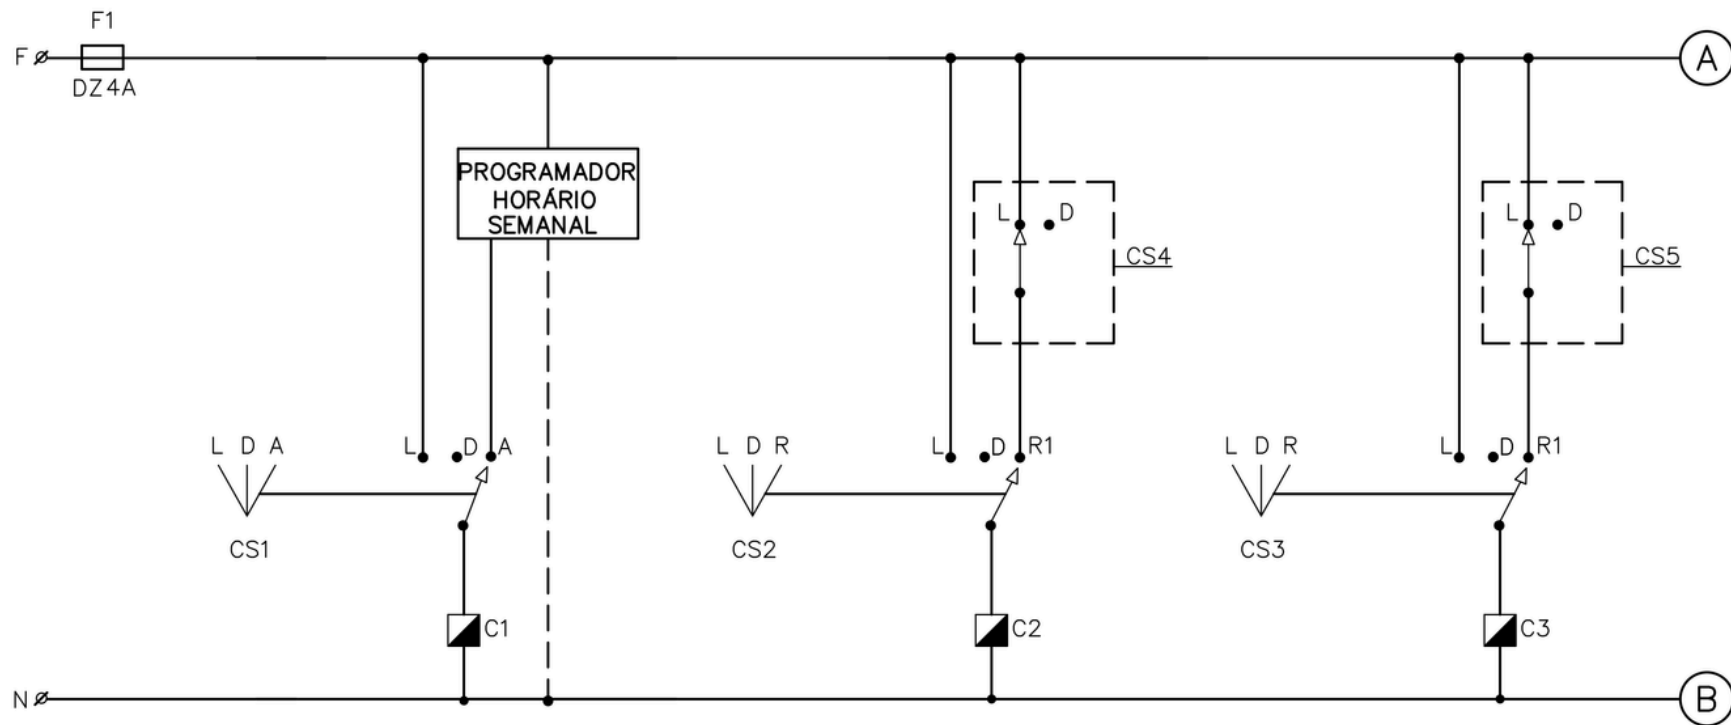 F1
F
A
DZ4A
PROGRAMADOR
HORÁRIO
SEMANAL
L D
CS4
L D
CS5
L D A
L D A
L D R
L D R1
L D R
L D R1
CS1
CS2
CS3
C1
C2
C3
N
B